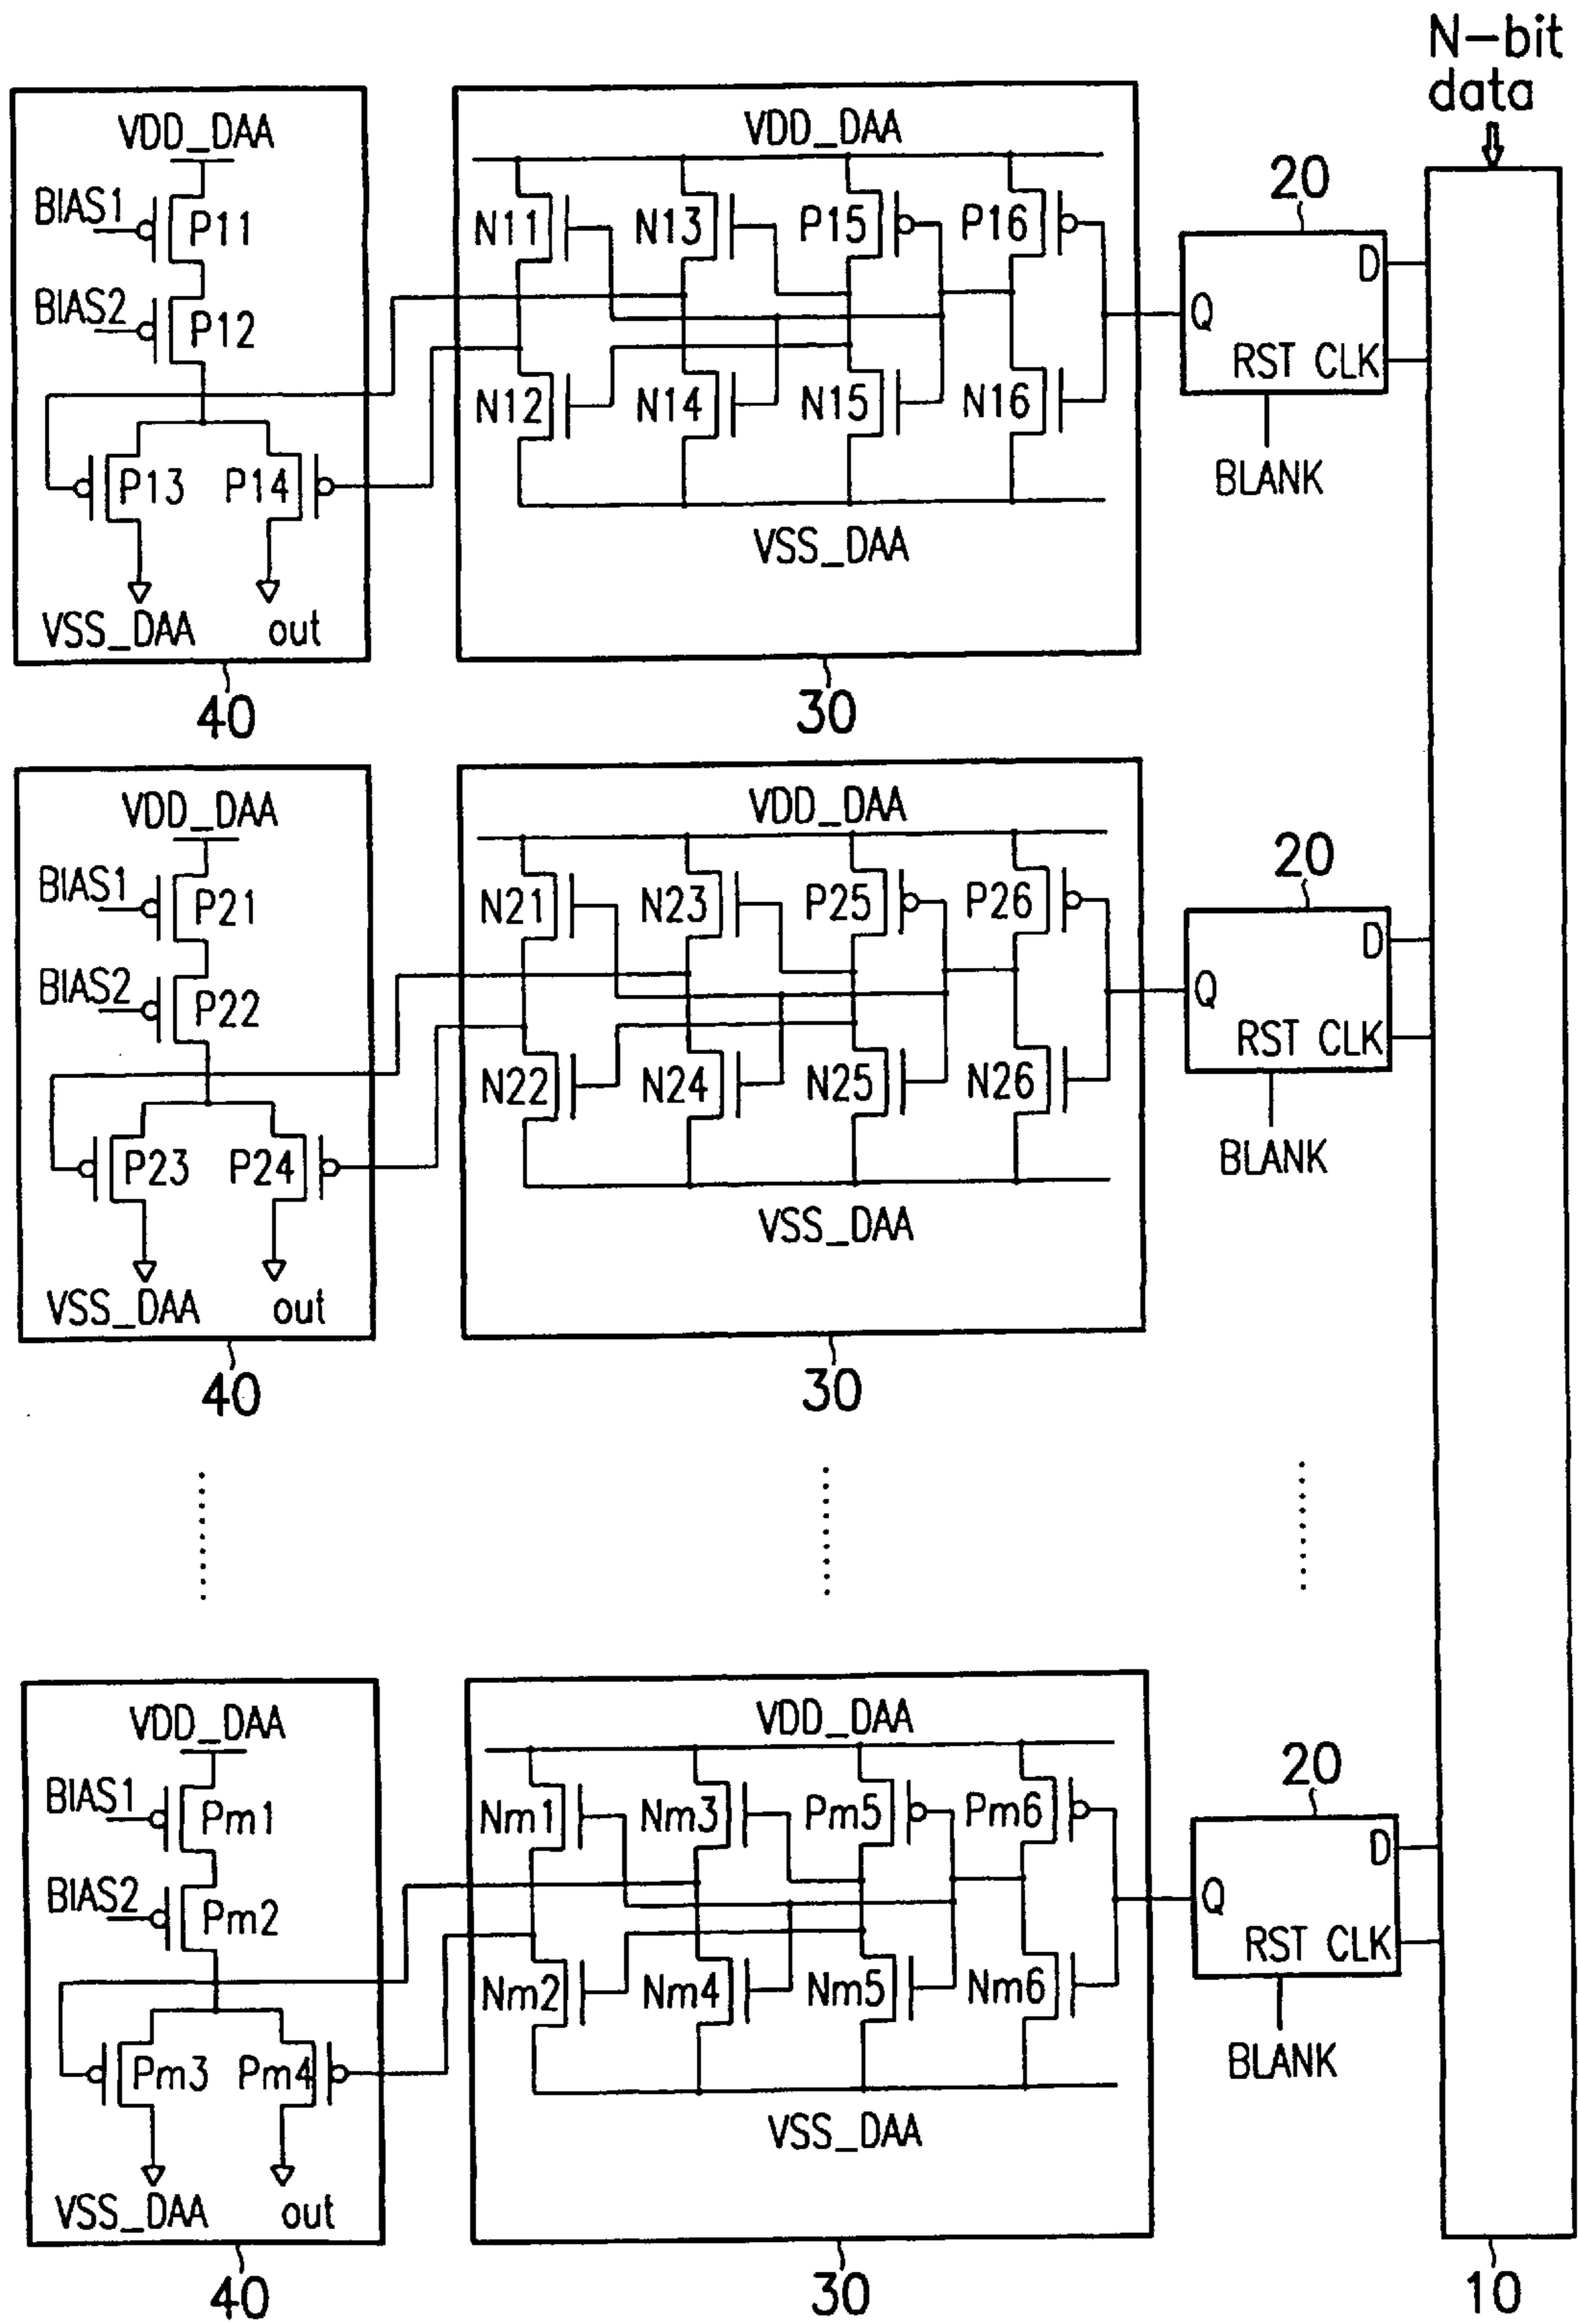 N-bit
data
VDD_DAA
BIAS1
P11
BIAS2
P12
P13
P14
VSS_DAA
out
40
VDD_DAA
N11
N13
P15
P16
N12
N14
N15
N16
VSS_DAA
30
20
D
Q
RST CLK
BLANK
VDD_DAA
BIAS1
P21
BIAS2
P22
P23
P24
VSS_DAA
out
40
VDD_DAA
N21
N23
P25
P26
N22
N24
N25
N26
VSS_DAA
30
20
D
Q
RST CLK
BLANK
VDD_DAA
BIAS1
Pm1
BIAS2
Pm2
Pm3
Pm4
VSS_DAA
out
40
VDD_DAA
Nm1
Nm3
Pm5
Pm6
Nm2
Nm4
Nm5
Nm6
VSS_DAA
30
20
D
Q
RST CLK
BLANK
10